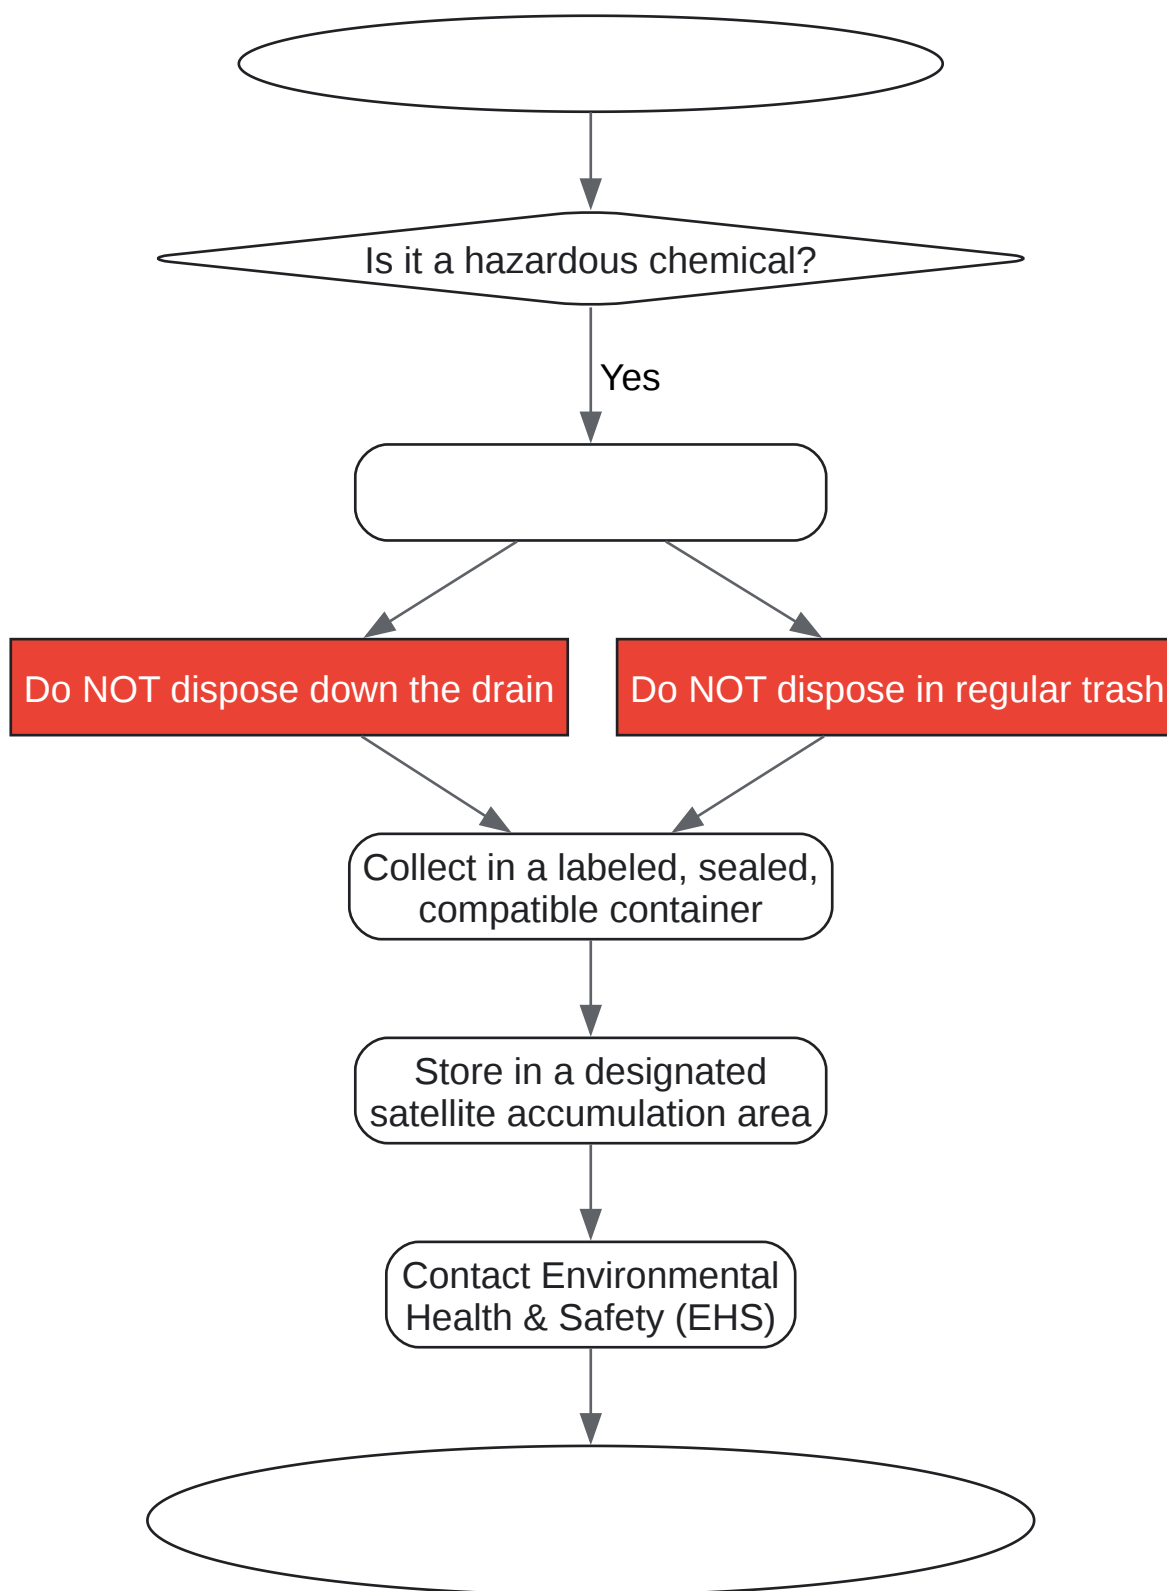 Is it a hazardous chemical?
Yes
Do NOT dispose down the drain
Do NOT dispose in regular trash
Collect in a labeled, sealed,
compatible container
Store in a designated
satellite accumulation area
Contact Environmental
Health & Safety (EHS)